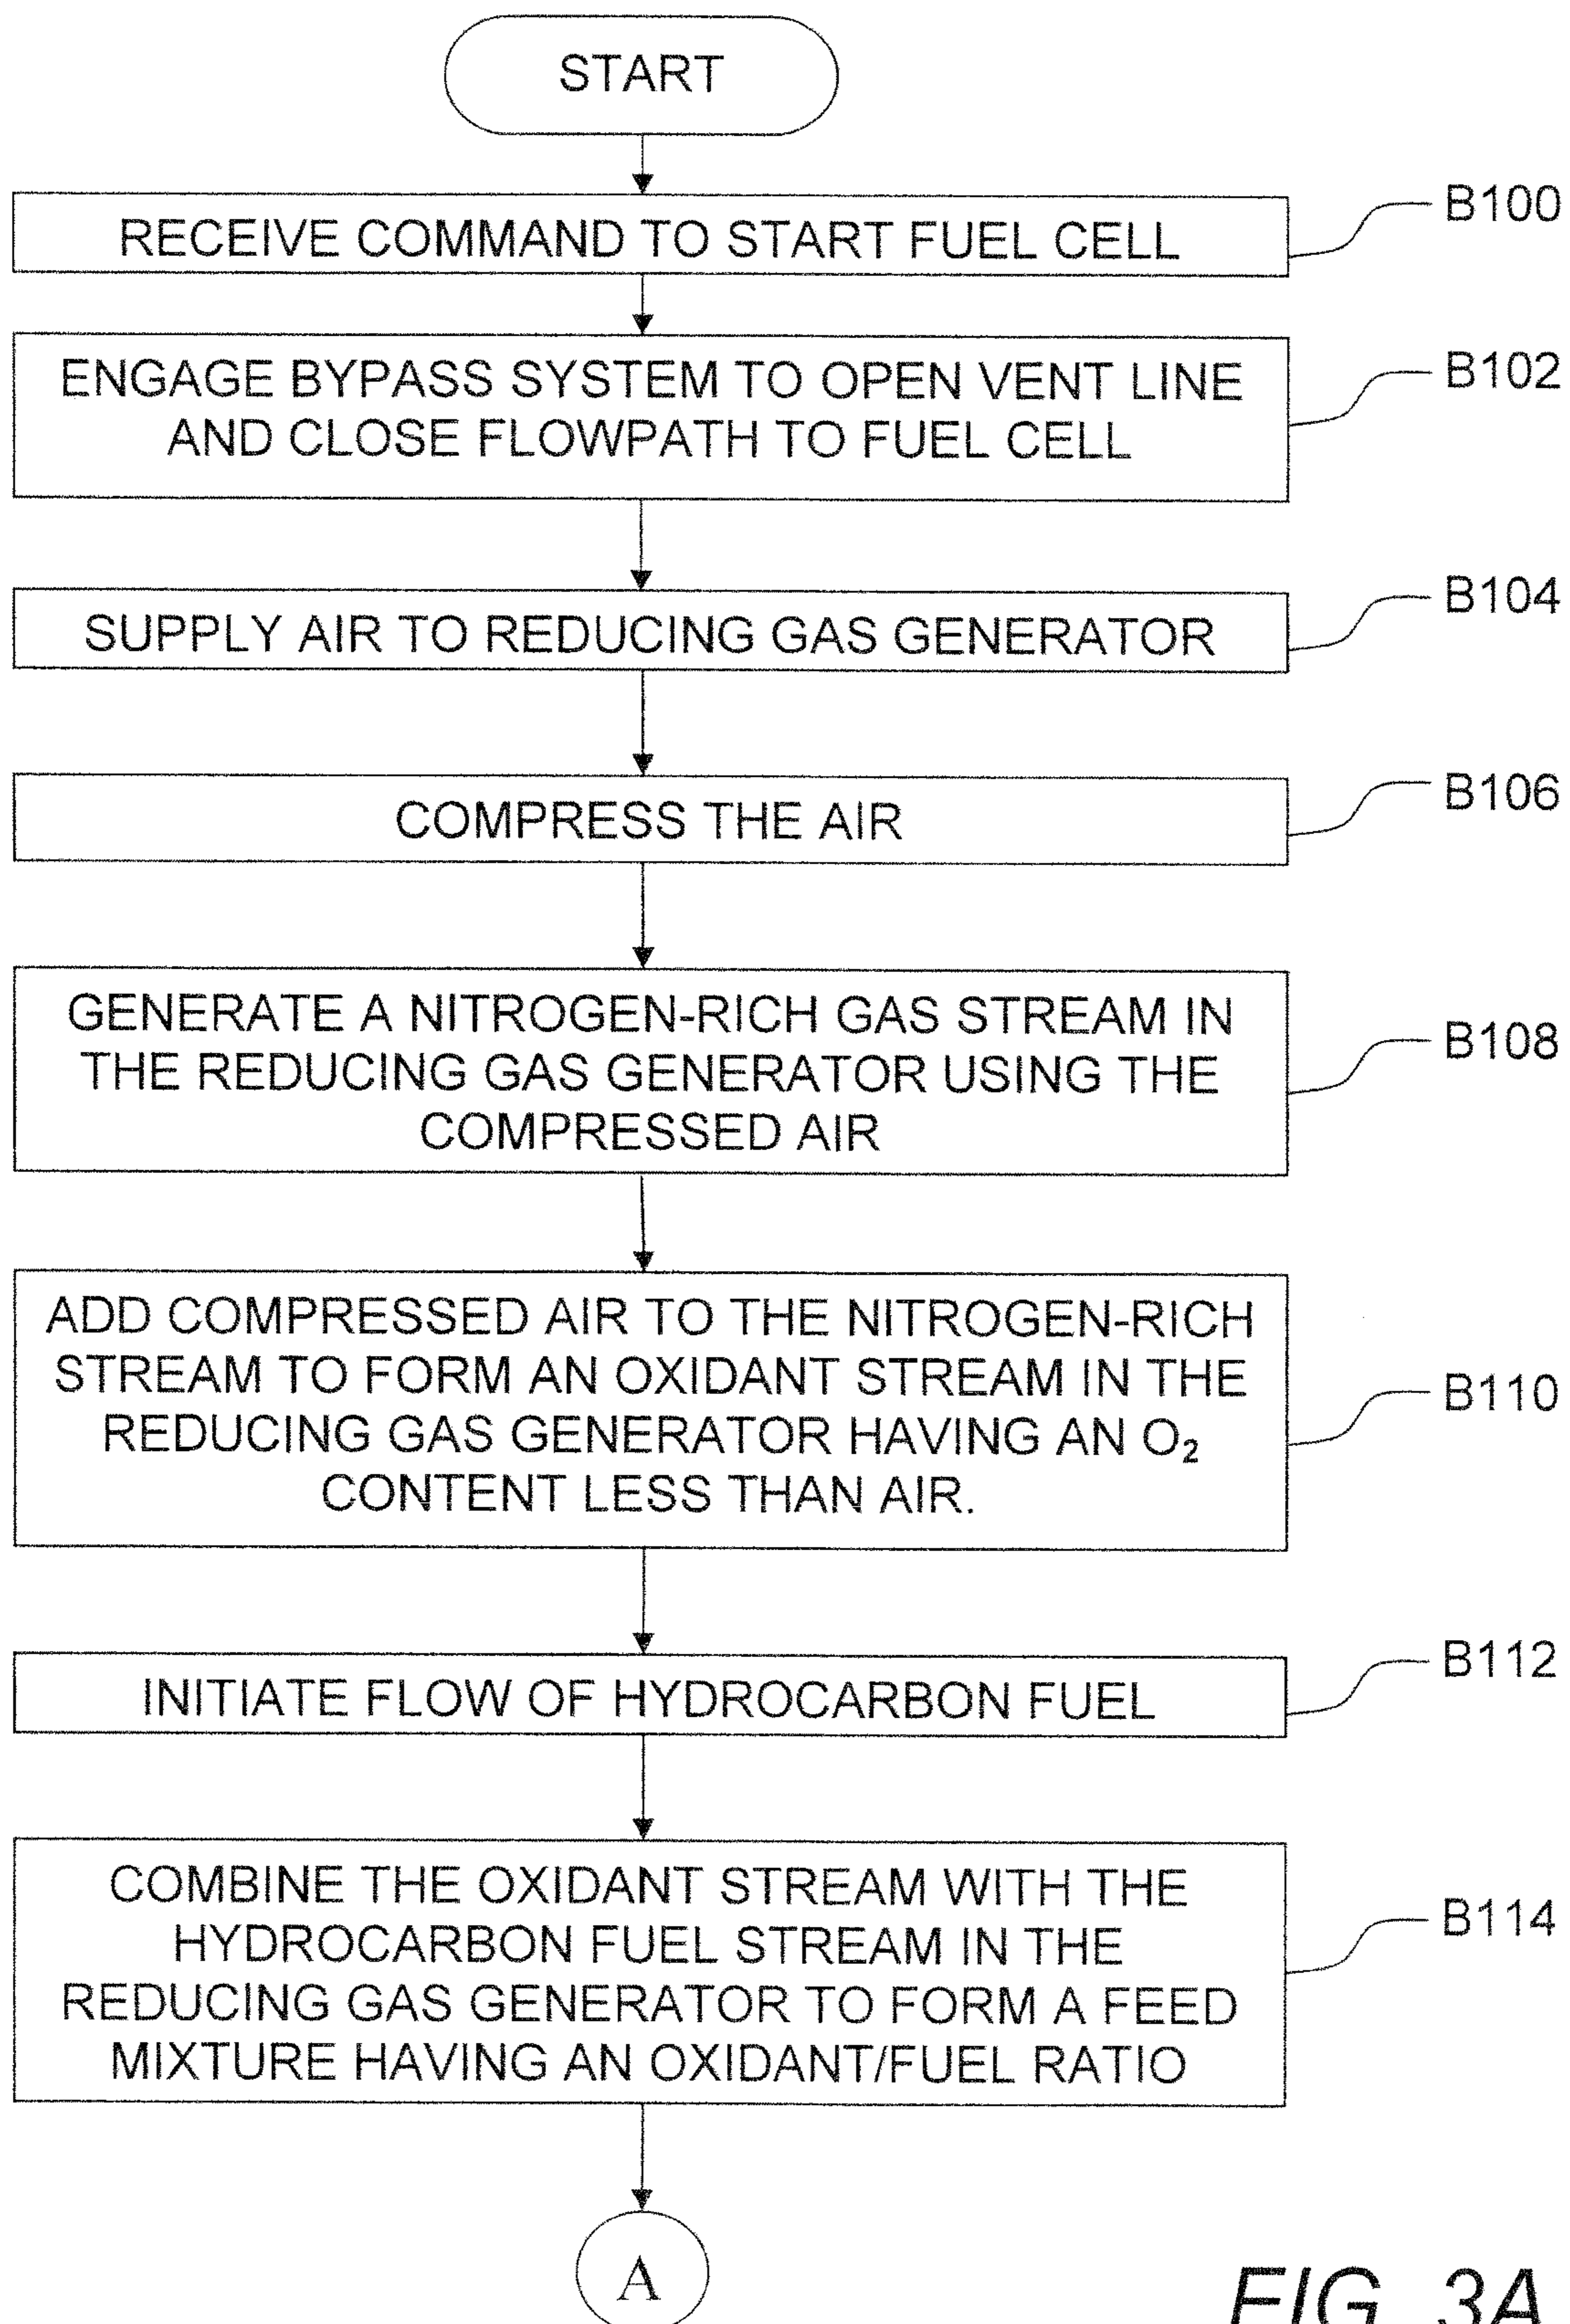 START
RECEIVE COMMAND TO START FUEL CELL
B100
ENGAGE BYPASS SYSTEM TO OPEN VENT LINE
AND CLOSE FLOWPATH TO FUEL CELL
B102
SUPPLY AIR TO REDUCING GAS GENERATOR
B104
COMPRESS THE AIR
B106
GENERATE A NITROGEN-RICH GAS STREAM IN
THE REDUCING GAS GENERATOR USING THE
COMPRESSED AIR
B108
ADD COMPRESSED AIR TO THE NITROGEN-RICH
STREAM TO FORM AN OXIDANT STREAM IN THE
REDUCING GAS GENERATOR HAVING AN O₂
CONTENT LESS THAN AIR.
B110
INITIATE FLOW OF HYDROCARBON FUEL
B112
COMBINE THE OXIDANT STREAM WITH THE
HYDROCARBON FUEL STREAM IN THE
REDUCING GAS GENERATOR TO FORM A FEED
MIXTURE HAVING AN OXIDANT/FUEL RATIO
B114
A
FIG. 3A